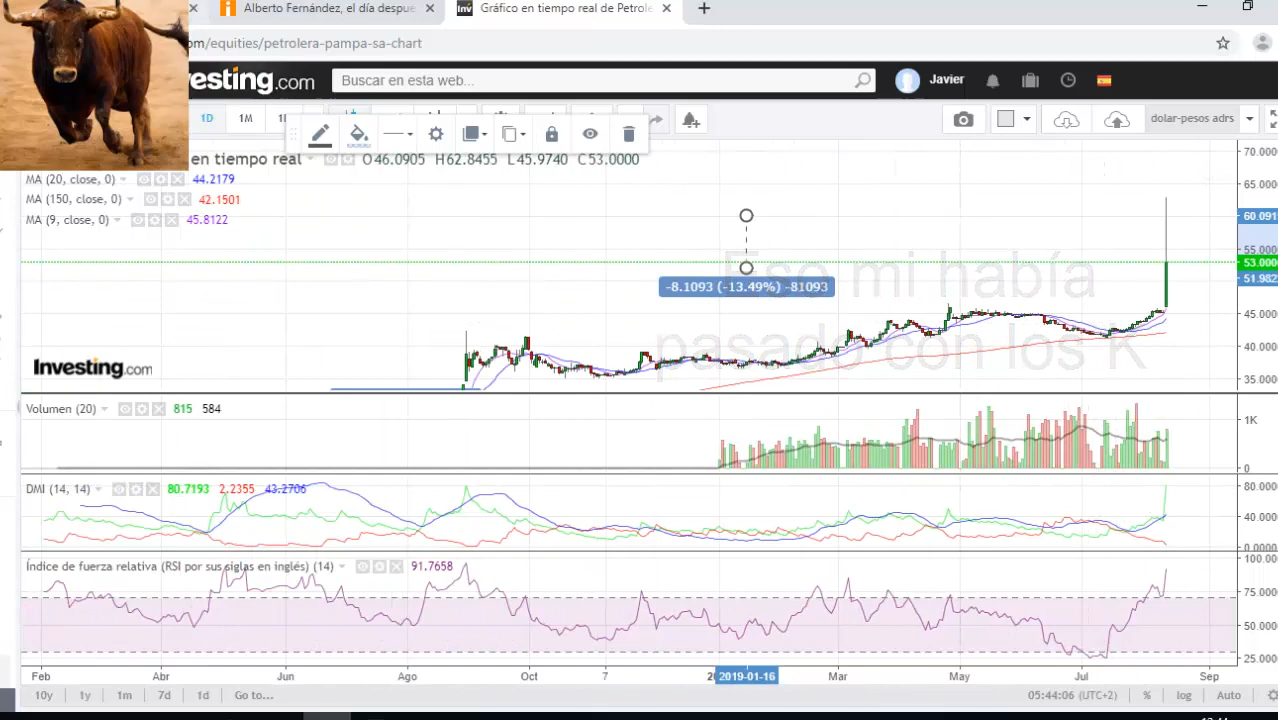 Alberto Fernández, el día despue
Gráfico en tiempo real de Petrole
om/equities/petrolera-pampa-sa-chart
vesting.com
Buscar en esta web...
Javier
1D
1M
dolar-pesos adrs
en tiempo real
O46.0905 H62.8455 L45.9740 C53.0000
MA (20, close, 0) 44.2179
MA (150, close, 0) 42.1501
MA (9, close, 0) 45.8122
70.0000
65.0000
60.0919
55.0000
53.0000
51.9823
45.0000
40.0000
35.0000
Eso mi había
pasado con los K
-8.1093 (-13.49%) -81093
Investing.com
Volumen (20) 815 584
1K
0
DMI (14, 14) 80.7193 2.2355 43.2706
80.0000
40.0000
0.0000
Índice de fuerza relativa (RSI por sus siglas en inglés) (14) 91.7658
100.000
75.0000
50.0000
25.0000
Feb Abr Jun Ago Oct 7 2019-01-16 Mar May Jul Sep
10y 1y 1m 7d 1d Go to...
05:44:06 (UTC+2) % log Auto